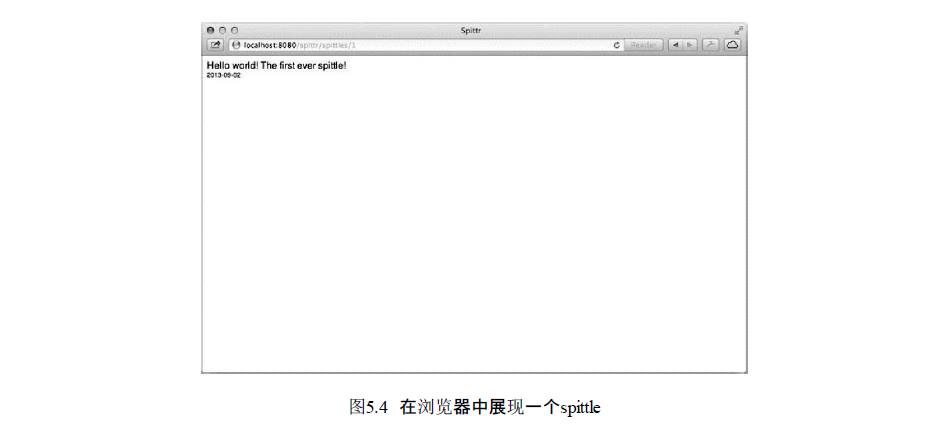 Spittr
localhost:8080/spittr/spittles/1
Reader
Hello world! The first ever spittle!
2013-09-02
图5.4 在浏览器中展现一个spittle